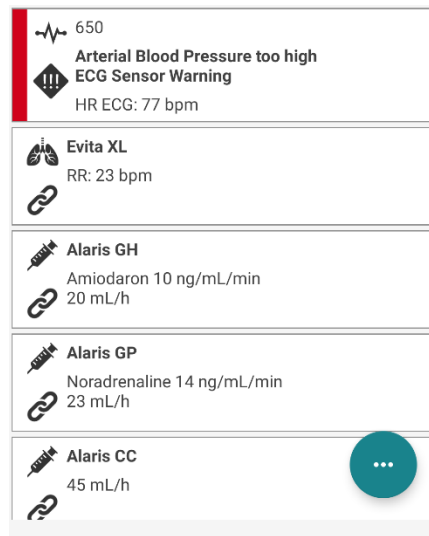 650
Arterial Blood Pressure too high
ECG Sensor Warning
HR ECG: 77 bpm
Evita XL
RR: 23 bpm
Alaris GH
Amiodaron 10 ng/mL/min
20 mL/h
Alaris GP
Noradrenaline 14 ng/mL/min
23 mL/h
Alaris CC
45 mL/h